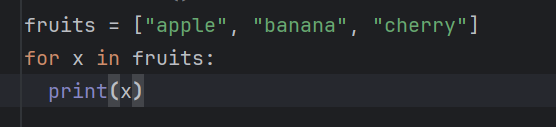 fruits = ["apple", "banana", "cherry"]
for x in fruits:
  print(x)